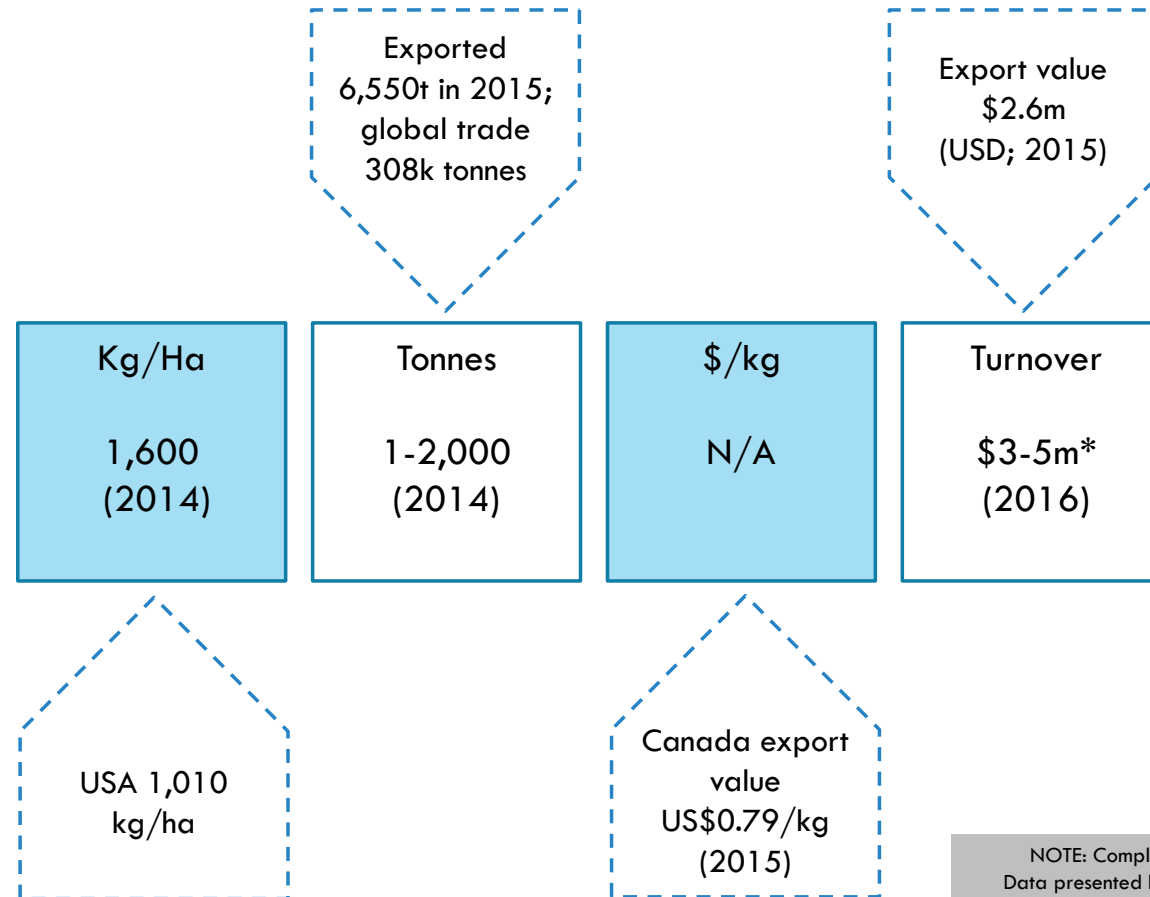 Exported
6,550t in 2015;
global trade
308k tonnes
Export value
$2.6m
(USD; 2015)
Kg/Ha
1,600
(2014)
Tonnes
1-2,000
(2014)
$/kg
N/A
Turnover
$3-5m*
(2016)
USA 1,010
kg/ha
Canada export
value
US$0.79/kg
(2015)
NOTE:
Data presented